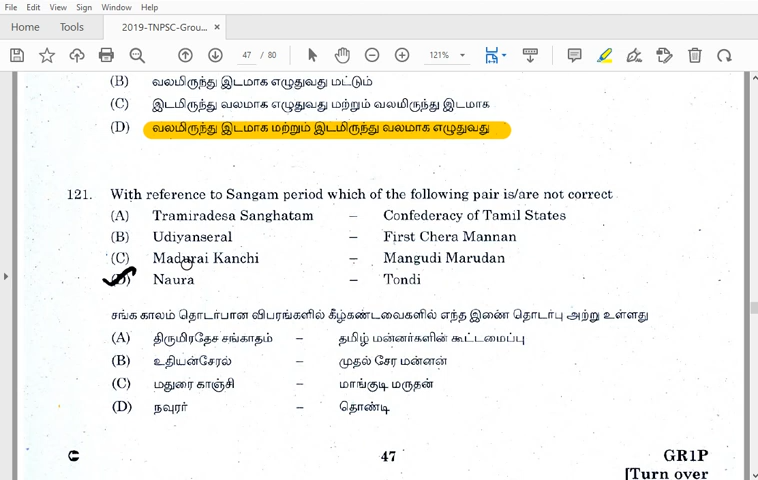 File Edit View Sign Window Help
Home Tools 2019-TNPSC-Grou... ×
47 / 80 121%
(B) வலமிருந்து இடமாக எழுதுவது மட்டும்
(C) இடமிருந்து வலமாக எழுதுவது மற்றும் வலமிருந்து இடமாக
(D) வலமிருந்து இடமாக மற்றும் இடமிருந்து வலமாக எழுதுவது
121. With reference to Sangam period which of the following pair is/are not correct
(A) Tramiradesa Sanghatam – Confederacy of Tamil States
(B) Udiyanseral – First Chera Mannan
(C) Madurai Kanchi – Mangudi Marudan
(D) Naura – Tondi
சங்க காலம் தொடர்பான விபரங்களில் கீழ்கண்டவைகளில் எந்த இணை தொடர்பு அற்று உள்ளது
(A) திருமிரதேச சங்காதம் – தமிழ் மன்னர்களின் கூட்டமைப்பு
(B) உதியன்சேரல் – முதல் சேர மன்னன்
(C) மதுரை காஞ்சி – மாங்குடி மருதன்
(D) நவுரர் – தொண்டி
47 GR1P
[Turn over